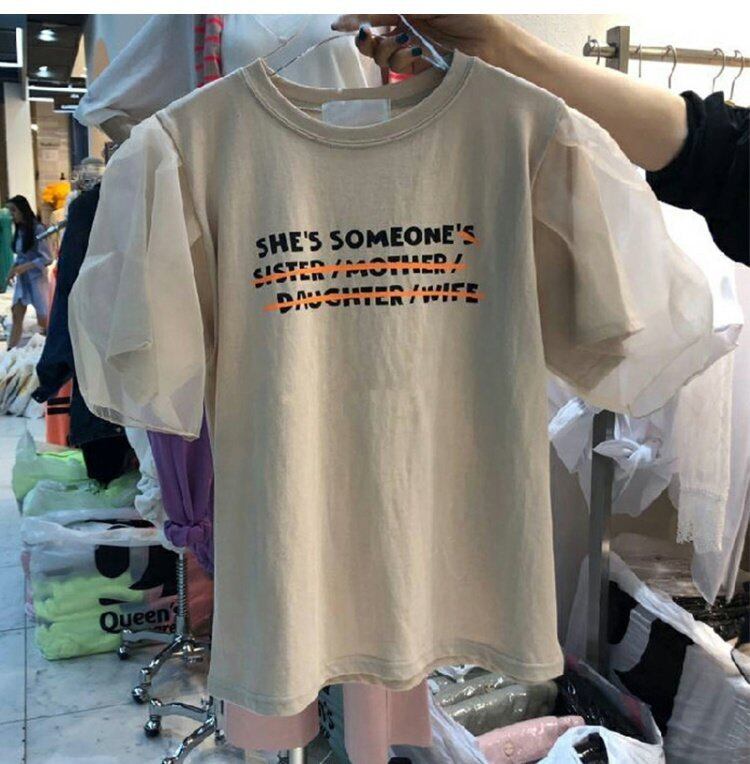 SHE'S SOMEONE'S
SISTER/MOTHER/
DAUGHTER/WIFE
Queen's